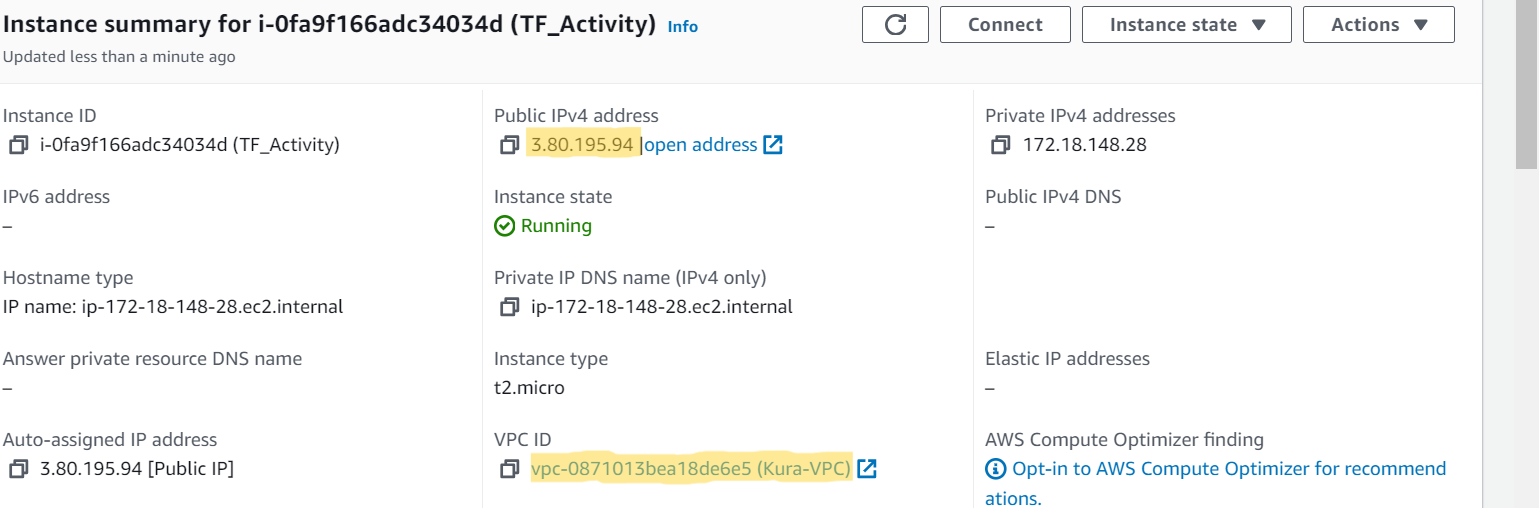 Instance summary for i-0fa9f166adc34034d (TF_Activity) Info
Connect
Instance state
Actions
Updated less than a minute ago
Instance ID
i-0fa9f166adc34034d (TF_Activity)
Public IPv4 address
3.80.195.94 |open address
Private IPv4 addresses
172.18.148.28
IPv6 address
–
Instance state
Running
Public IPv4 DNS
–
Hostname type
IP name: ip-172-18-148-28.ec2.internal
Private IP DNS name (IPv4 only)
ip-172-18-148-28.ec2.internal
Answer private resource DNS name
–
Instance type
t2.micro
Elastic IP addresses
–
Auto-assigned IP address
3.80.195.94 [Public IP]
VPC ID
vpc-0871013bea18de6e5 (Kura-VPC)
AWS Compute Optimizer finding
Opt-in to AWS Compute Optimizer for recommend
ations.